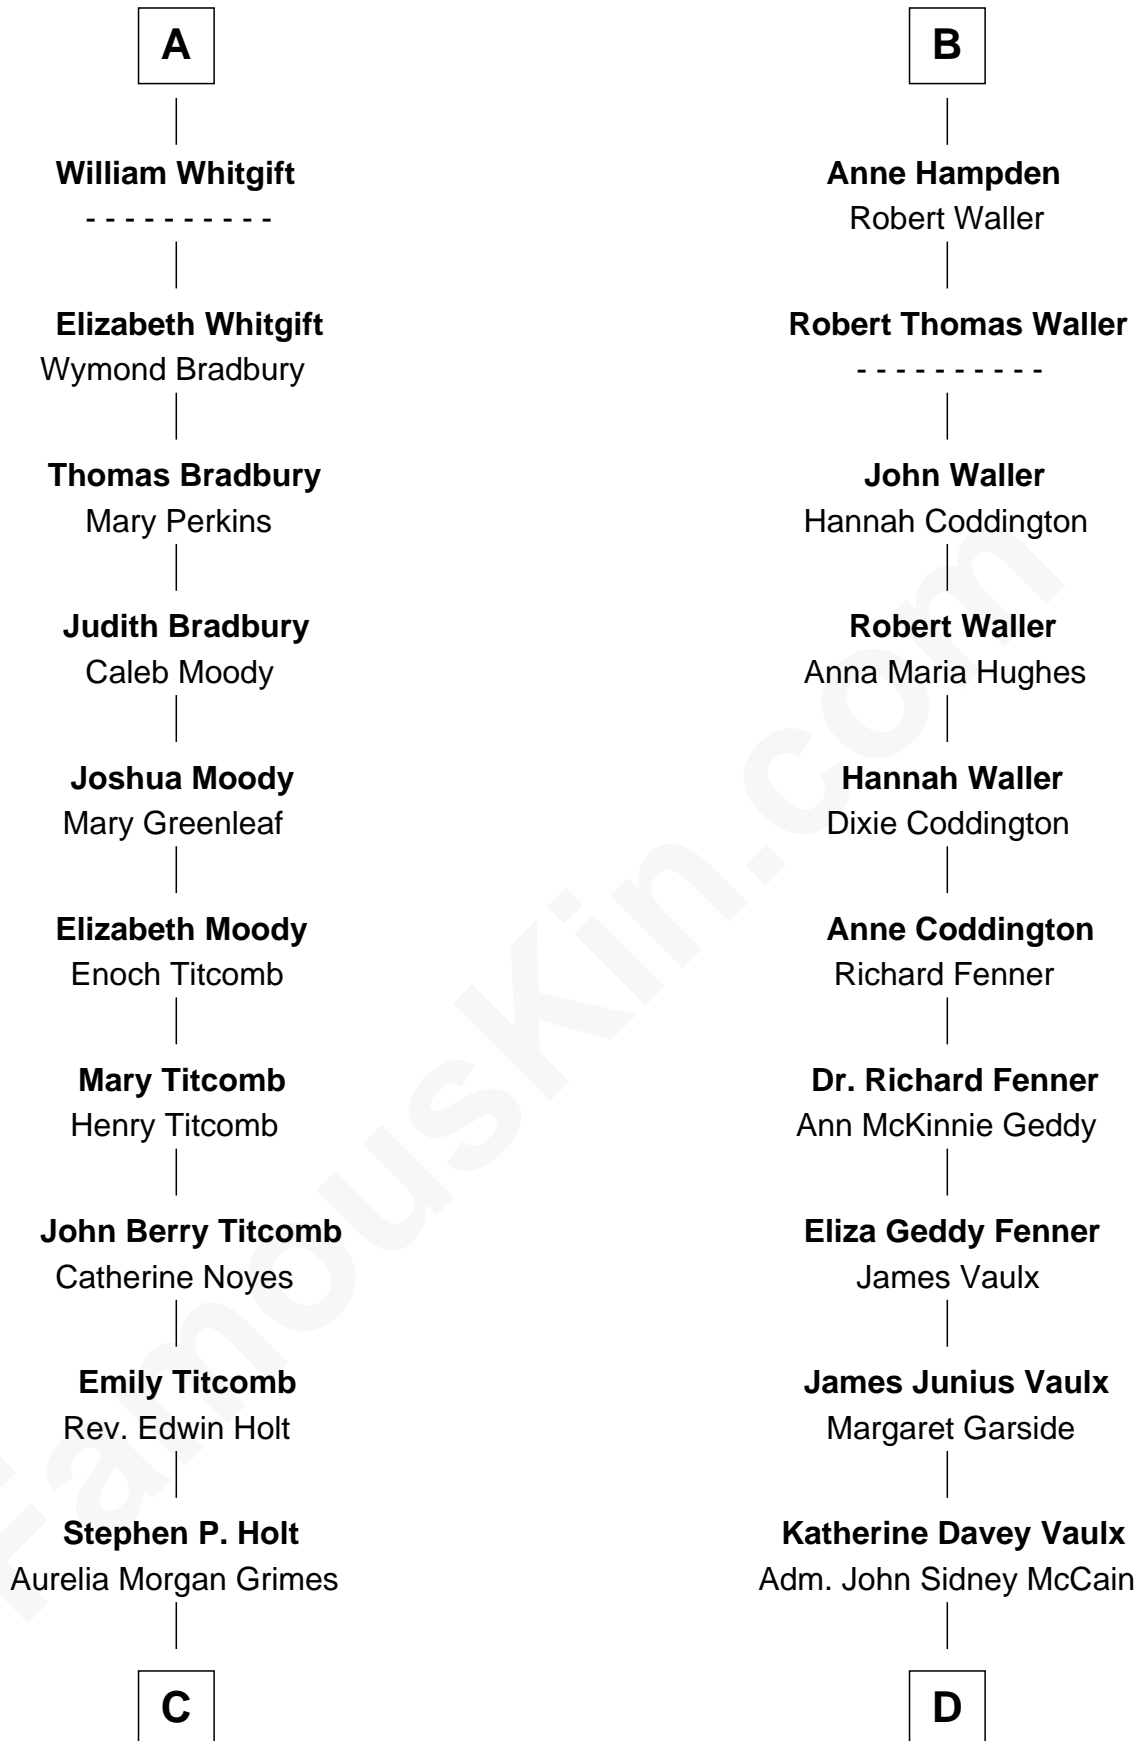 A
William Whitgift
- - - - - - - - - -
Elizabeth Whitgift
Wymond Bradbury
Thomas Bradbury
Mary Perkins
Judith Bradbury
Caleb Moody
Joshua Moody
Mary Greenleaf
Elizabeth Moody
Enoch Titcomb
Mary Titcomb
Henry Titcomb
John Berry Titcomb
Catherine Noyes
Emily Titcomb
Rev. Edwin Holt
Stephen P. Holt
Aurelia Morgan Grimes
C
B
Anne Hampden
Robert Waller
Robert Thomas Waller
- - - - - - - - - -
John Waller
Hannah Coddington
Robert Waller
Anna Maria Hughes
Hannah Waller
Dixie Coddington
Anne Coddington
Richard Fenner
Dr. Richard Fenner
Ann McKinnie Geddy
Eliza Geddy Fenner
James Vaulx
James Junius Vaulx
Margaret Garside
Katherine Davey Vaulx
Adm. John Sidney McCain
D
FamousKin.com